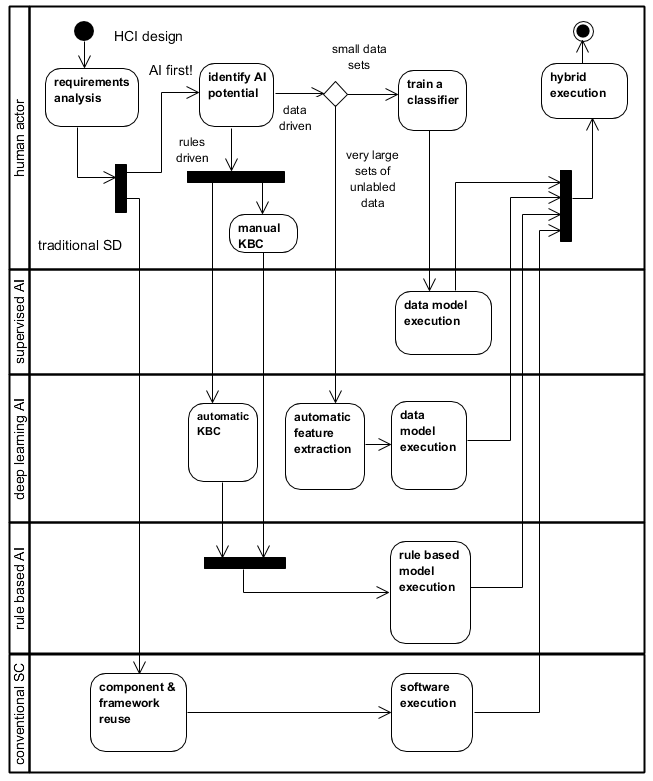 human actor
HCI design
requirements
analysis
AI first!
identify AI
potential
data
driven
rules
driven
small data
sets
train a
classifier
very large
sets of
unlabled
data
hybrid
execution
manual
KBC
traditional SD
supervised AI
data model
execution
deep learning AI
automatic
KBC
automatic
feature
extraction
data
model
execution
rule based AI
rule based
model
execution
conventional SC
component &
framework
reuse
software
execution